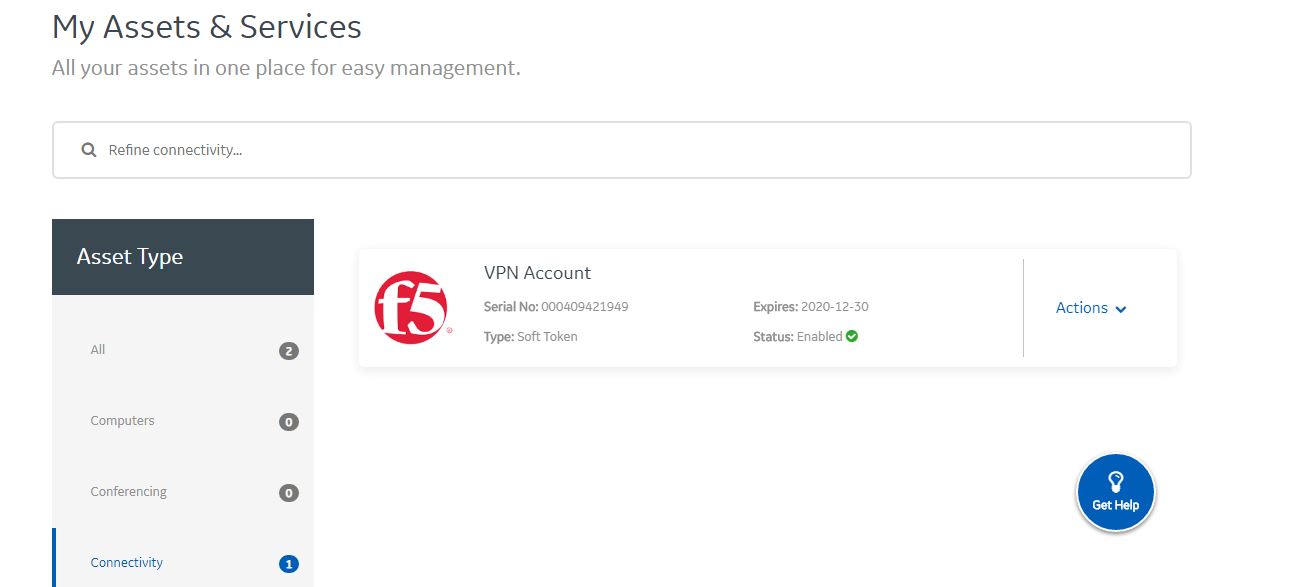 My Assets & Services
All your assets in one place for easy management.
Refine connectivity...
Asset Type
All 2
Computers 0
Conferencing 0
Connectivity 1
f5®
VPN Account
Serial No: 000409421949 Expires: 2020-12-30
Type: Soft Token Status: Enabled
Actions
Get Help